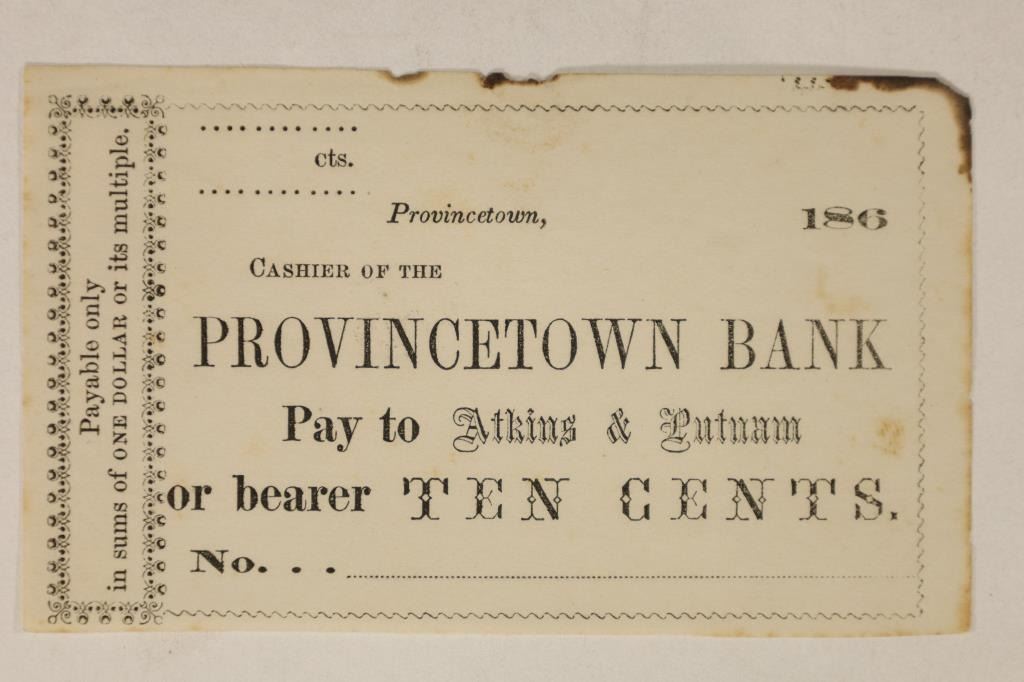 Payable only
in sums of ONE DOLLAR or its multiple.
cts.
Provincetown, 186
CASHIER OF THE
PROVINCETOWN BANK
Pay to Atkins & Putnam
or bearer TEN CENTS.
No. . .